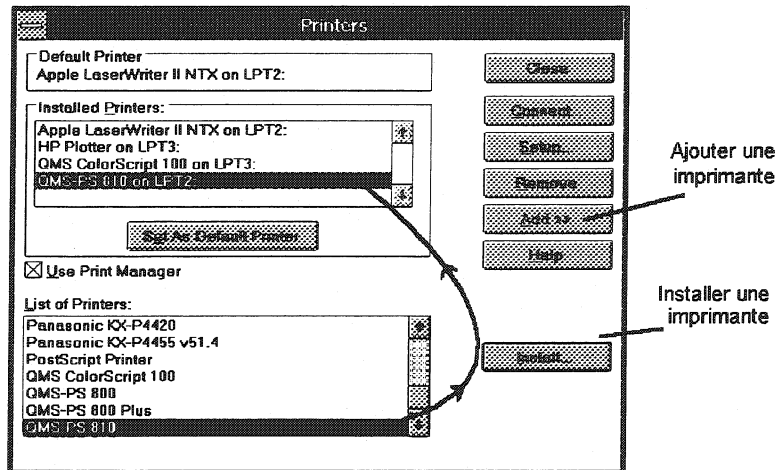 Printers
Default Printer
Apple LaserWriter II NTX on LPT2:
Close
Installed Printers:
Connect...
Apple LaserWriter II NTX on LPT2:
HP Plotter on LPT3:
Setup...
QMS ColorScript 100 on LPT3:
QMS-PS 810 on LPT2:
Remove
Ajouter une
imprimante
Add >>
Set As Default Printer
Help
Use Print Manager
List of Printers:
Installer une
imprimante
Panasonic KX-P4420
Panasonic KX-P4455 v51.4
PostScript Printer
Install...
QMS ColorScript 100
QMS-PS 800
QMS-PS 800 Plus
QMS-PS 810